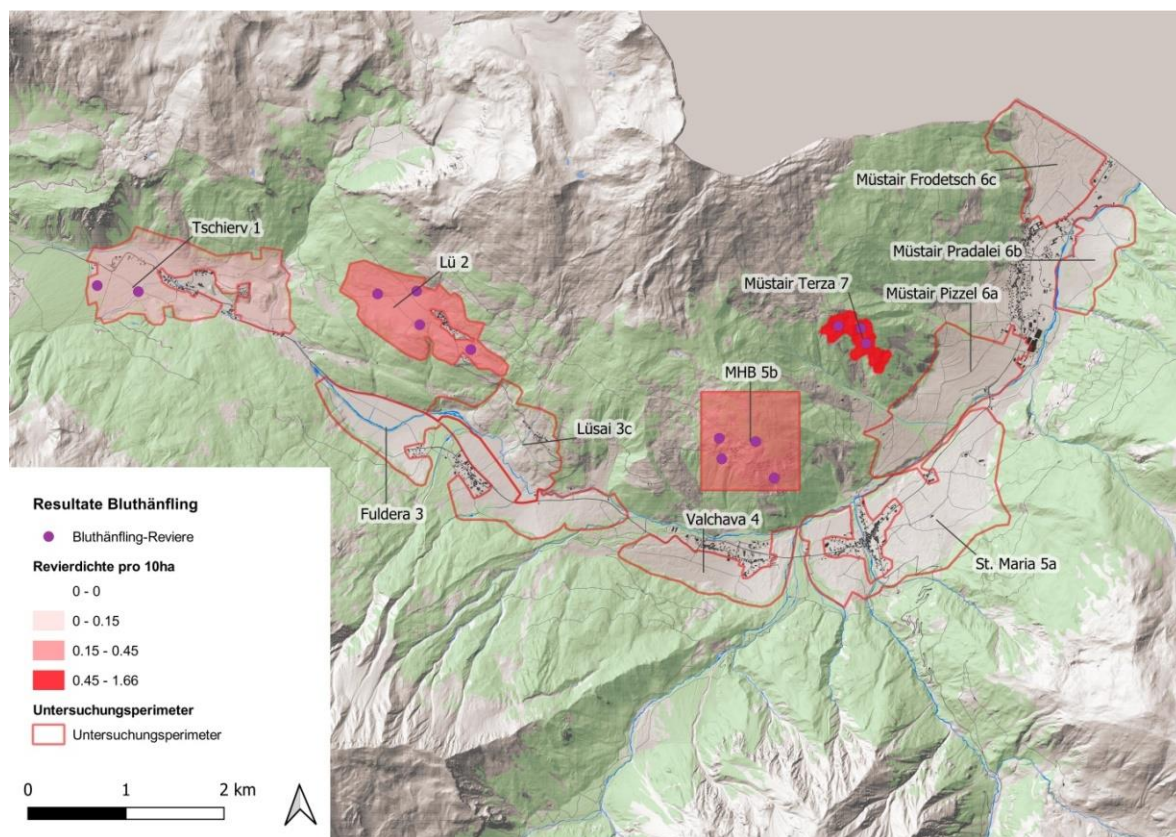 Müstair Frodetsch 6c
Tschierv 1
Müstair Pradalei 6b
Lü 2
Müstair Terza 7
Müstair Pizzel 6a
MHB 5b
Lüsai 3c
Fuldera 3
Valchava 4
St. Maria 5a
Resultate Bluthänfling
Bluthänfling-Reviere
Revierdichte pro 10ha
0 - 0
0 - 0.15
0.15 - 0.45
0.45 - 1.66
Untersuchungsperimeter
Untersuchungsperimeter
0 1 2 km